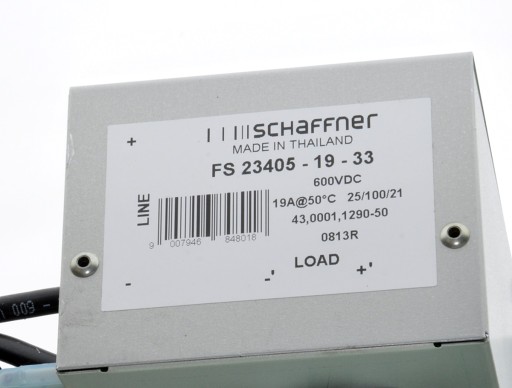 SCHAFFNER
+
MADE IN THAILAND
FS 23405 - 19 - 33
600VDC
19A@50°C 25/100/21
43,0001,1290-50
0813R
LINE
9 007946 848018
LOAD
- -' +'